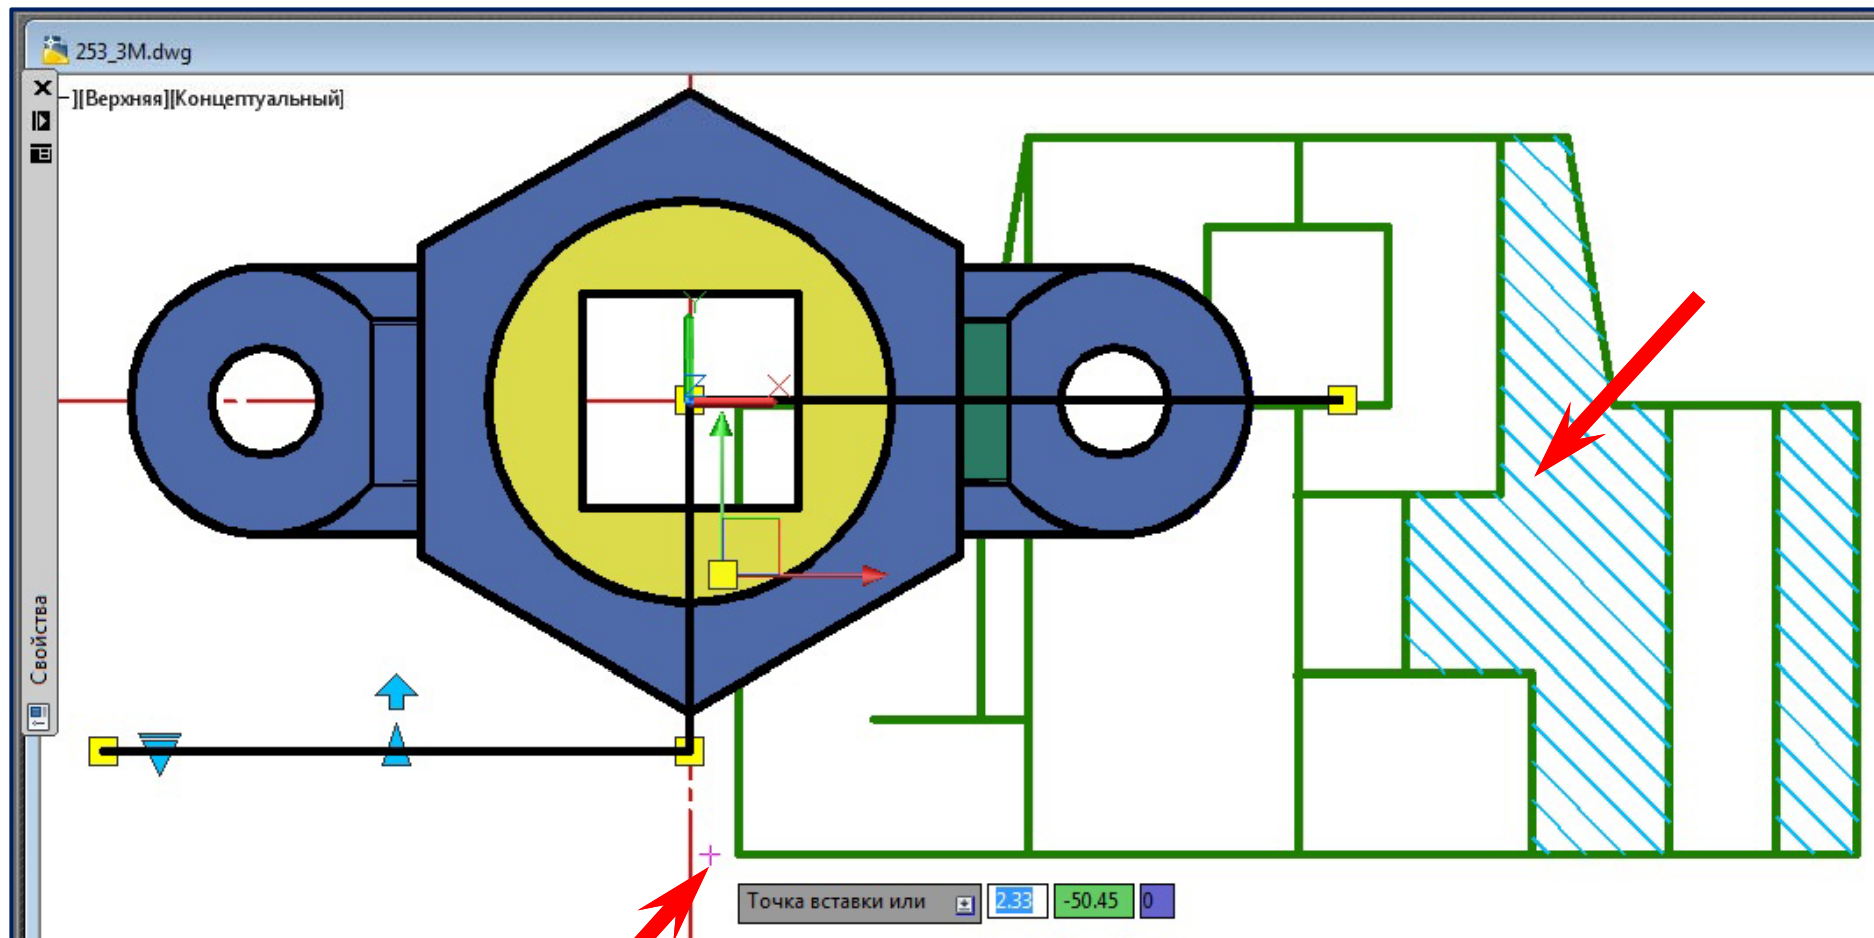 253_3M.dwg
–][Верхняя][Концептуальный]
Y
Z
X
Свойства
Точка вставки или 2.33 -50.45 0